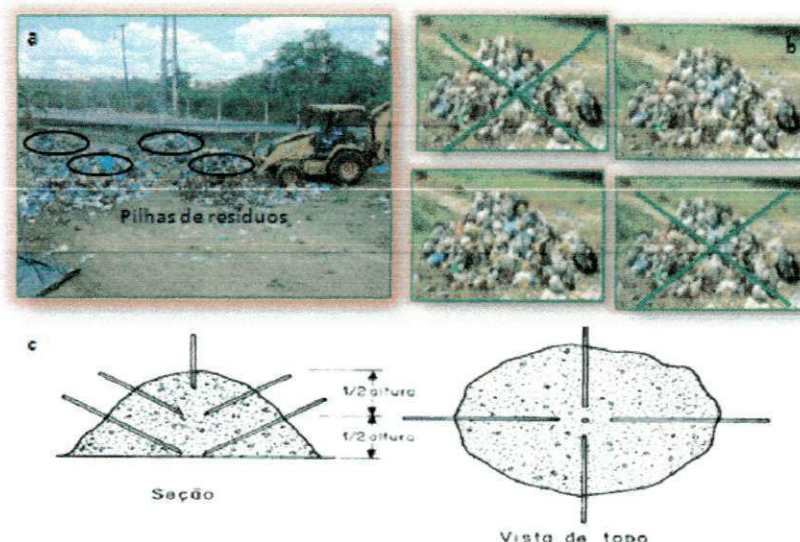 a
b
Pilhas de resíduos
c
1/2 altura
1/2 altura
Seção
Vista de topo